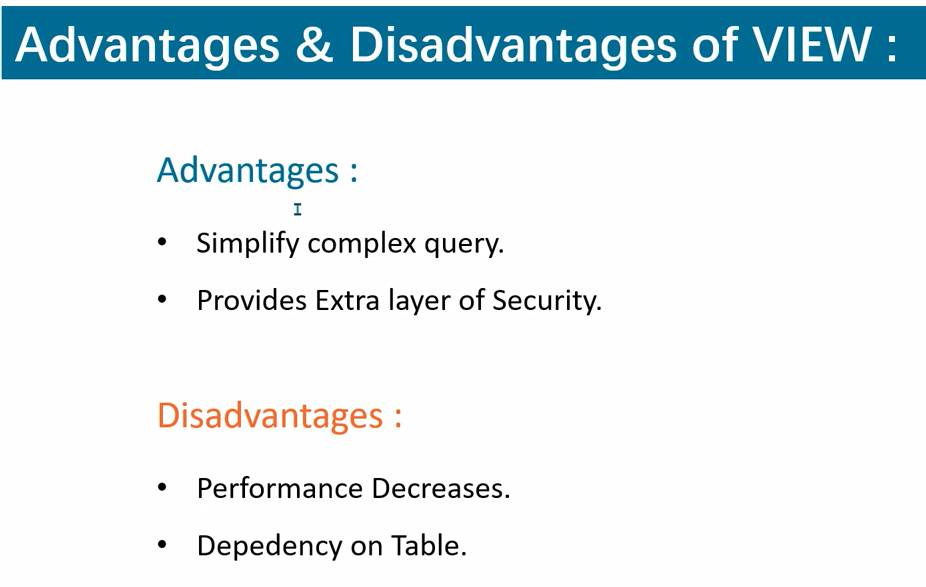 Advantages & Disadvantages of VIEW :
Advantages :
• Simplify complex query.
• Provides Extra layer of Security.
Disadvantages :
• Performance Decreases.
• Depedency on Table.